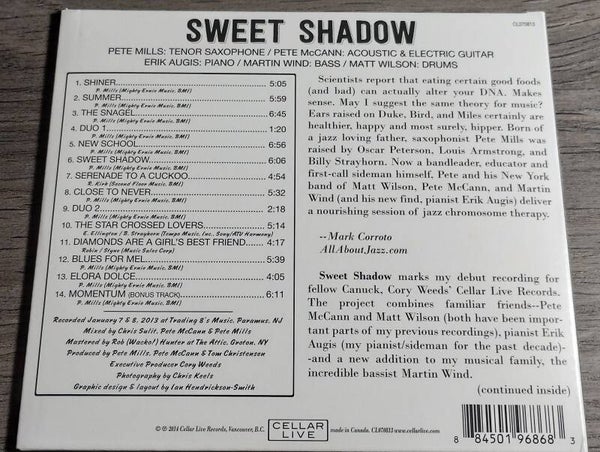 SWEET SHADOW
CL070813
PETE MILLS: TENOR SAXOPHONE / PETE McCANN: ACOUSTIC & ELECTRIC GUITAR
ERIK AUGIS: PIANO / MARTIN WIND: BASS / MATT WILSON: DRUMS
1. SHINER 5:05
P. Mills (Mighty Ernie Music, BMI)
2. SUMMER 5:59
P. Mills (Mighty Ernie Music, BMI)
3. THE SNAGEL 6:45
P. Mills (Mighty Ernie Music, BMI)
4. DUO 1 1:20
P. Mills (Mighty Ernie Music, BMI)
5. NEW SCHOOL 6:56
P. Mills (Mighty Ernie Music, BMI)
6. SWEET SHADOW 6:06
P. Mills (Mighty Ernie Music, BMI)
7. SERENADE TO A CUCKOO 4:54
R. Kirk (Second Floor Music, BMI)
8. CLOSE TO NEVER 5:32
P. Mills (Mighty Ernie Music, BMI)
9. DUO 2 2:18
P. Mills (Mighty Ernie Music, BMI)
10. THE STAR CROSSED LOVERS 5:14
E. Ellington / B. Strayhorn (Tempo Music, Inc., Sony/ATV Harmony)
11. DIAMONDS ARE A GIRL'S BEST FRIEND 4:17
Robin / Styne (Music Sales Corp)
12. BLUES FOR MEL 5:39
P. Mills (Mighty Ernie Music, BMI)
13. ELORA DOLCE 4:05
P. Mills (Mighty Ernie Music, BMI)
14. MOMENTUM (BONUS TRACK) 6:11
P. Mills (Mighty Ernie Music, BMI)
Recorded January 7 & 8, 2013 at Trading 8's Music, Paramus, NJ
Mixed by Chris Sulit, Pete McCann & Pete Mills
Mastered by Rob (Wacko!) Hunter at The Attic, Groton, NY
Produced by Pete Mills, Pete McCann & Tom Christensen
Executive Producer Cory Weeds
Photography by Chris Keels
Graphic design & layout by Ian Hendrickson-Smith
Scientists report that eating certain good foods
(and bad) can actually alter your DNA. Makes
sense. May I suggest the same theory for music?
Ears raised on Duke, Bird, and Miles certainly are
healthier, happy and most surely, hipper. Born of
a jazz loving father, saxophonist Pete Mills was
raised by Oscar Peterson, Louis Armstrong, and
Billy Strayhorn. Now a bandleader, educator and
first-call sideman himself. Pete and his New York
band of Matt Wilson, Pete McCann, and Martin
Wind (and his new find, pianist Erik Augis) deliver
a nourishing session of jazz chromosome therapy.
--Mark Corroto
AllAboutJazz.com
Sweet Shadow marks my debut recording for
fellow Canuck, Cory Weeds' Cellar Live Records.
The project combines familiar friends--Pete
McCann and Matt Wilson (both have been import-
ant parts of my previous recordings), pianist Erik
Augis (my pianist/sideman for the past decade)-
-and a new addition to my musical family, the
incredible bassist Martin Wind.
(continued inside)
© ℗ 2014 Cellar Live Records, Vancouver, B.C.
CELLAR
LIVE
made in Canada. CL070813
8 84501 96868 3